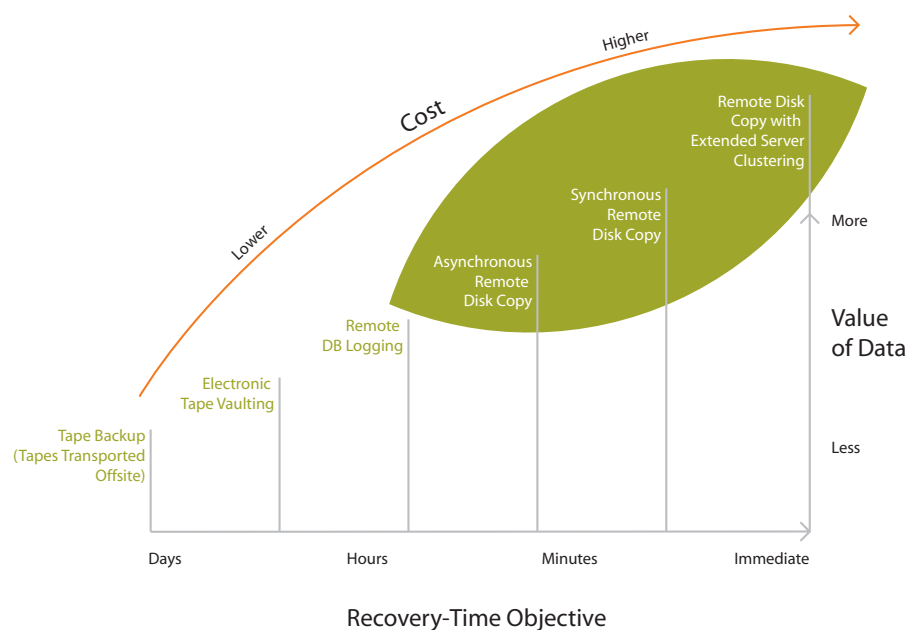 Higher
Cost
Lower
Remote Disk
Copy with
Extended Server
Clustering
Synchronous
Remote
Disk Copy
Asynchronous
Remote
Disk Copy
Remote
DB Logging
Electronic
Tape Vaulting
Tape Backup
(Tapes Transported
Offsite)
More
Value
of Data
Less
Days
Hours
Minutes
Immediate
Recovery-Time Objective